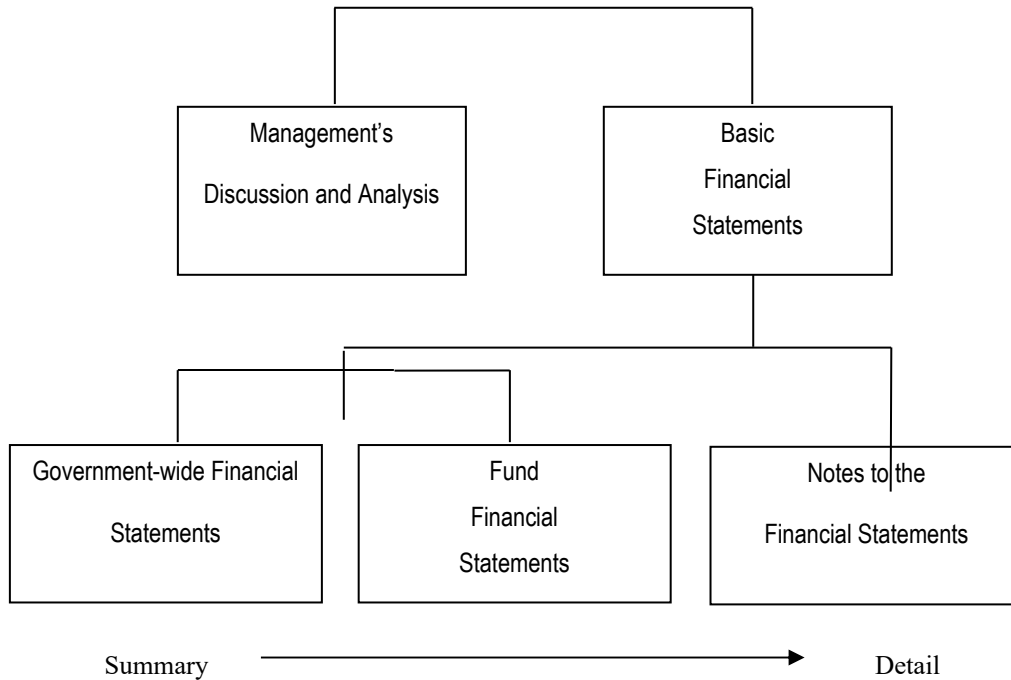 Management’s
Discussion and Analysis
Basic
Financial
Statements
Government-wide Financial
Statements
Fund
Financial
Statements
Notes to the
Financial Statements
Summary
Detail